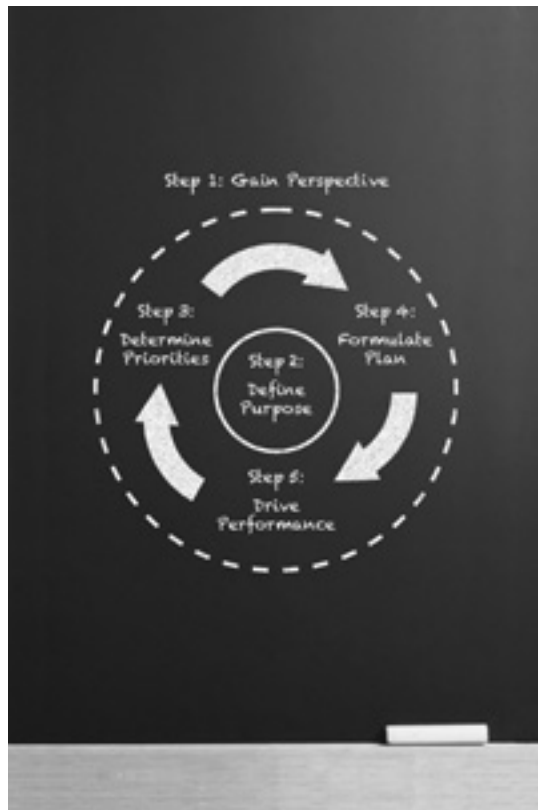 Step 1: Gain Perspective
Step 2:
Define
Purpose
Step 3:
Determine
Priorities
Step 4:
Formulate
Plan
Step 5:
Drive
Performance